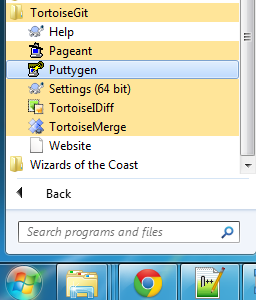 TortoiseGit
Help
Pageant
Puttygen
Settings (64 bit)
TortoiseIDiff
TortoiseMerge
Website
Wizards of the Coast
Back
Search programs and files
N++